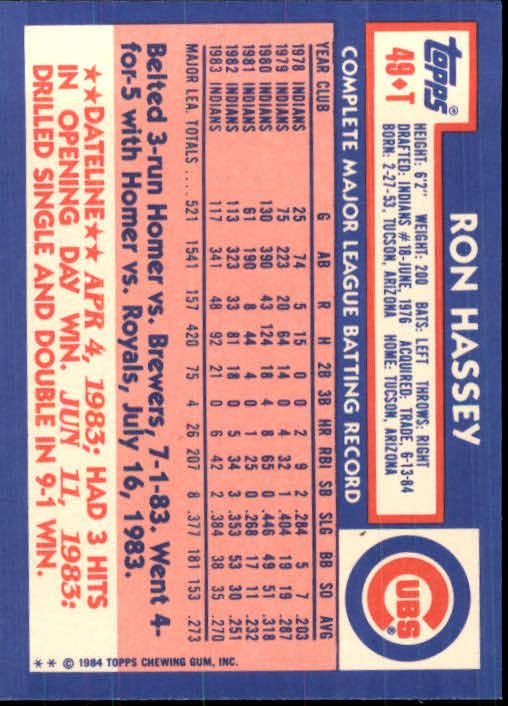 topps®
49♦T
RON HASSEY
HEIGHT: 6'2" WEIGHT: 200 BATS: LEFT THROWS: RIGHT
DRAFTED: INDIANS #18-JUNE, 1976 ACQUIRED: TRADE, 6-13-84
BORN: 2-27-53, TUCSON, ARIZONA HOME: TUCSON, ARIZONA
CUBS®
COMPLETE MAJOR LEAGUE BATTING RECORD
YEAR CLUB G AB R H 2B 3B HR RBI SB SLG BB SO AVG
1978 INDIANS 25 74 5 15 0 0 2 9 2 .284 5 7 .203
1979 INDIANS 75 223 20 64 14 0 4 32 1 .404 19 19 .287
1980 INDIANS 130 390 43 124 18 4 8 65 0 .446 49 51 .318
1981 INDIANS 61 190 8 44 4 0 1 25 0 .268 17 11 .232
1982 INDIANS 113 323 33 81 18 0 5 34 3 .353 53 30 .251
1983 INDIANS 117 341 48 92 21 0 6 42 2 .384 38 35 .270
MAJOR LEA. TOTALS .... 521 1541 157 420 75 4 26 207 8 .377 181 153 .273
Belted 3-run Homer vs. Brewers, 7-1-83. Went 4-
for-5 with Homer vs. Royals, July 16, 1983.
★★DATELINE★★ APR 4, 1983; HAD 3 HITS
IN OPENING DAY WIN. JUN 11, 1983:
DRILLED SINGLE AND DOUBLE IN 9-1 WIN.
** © 1984 TOPPS CHEWING GUM, INC.